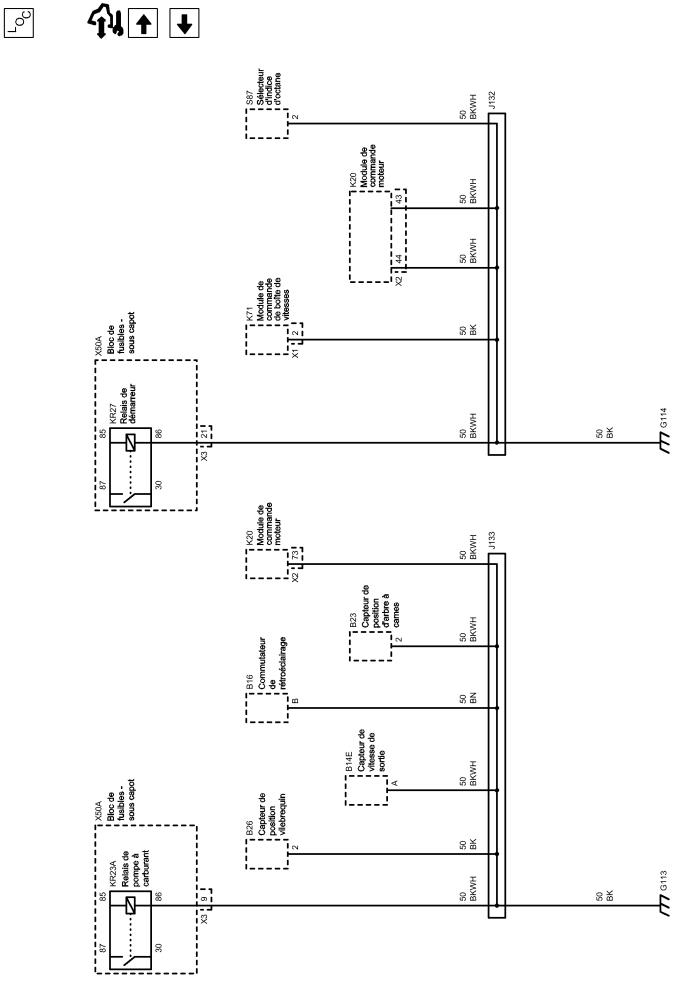 LOC
X50A
Bloc de
fusibles -
sous capot
KR23A
Relais de
pompe à
carburant
87
85
30
86
X3
9
50
BKWH
B26
Capteur de
position
vilebrequin
2
50
BK
B14E
Capteur de
vitesse de
sortie
A
50
BKWH
B16
Commutateur
de
rétroéclairage
B
50
BN
B23
Capteur de
position
d'arbre à
cames
2
50
BKWH
K20
Module de
commande
moteur
X2
73
50
BKWH
J133
50
BK
G113
X50A
Bloc de
fusibles -
sous capot
KR27
Relais de
démarreur
87
85
30
86
X3
21
50
BKWH
K71
Module de
commande
de boîte de
vitesses
X1
2
50
BK
K20
Module de
commande
moteur
X2
44
43
50
BKWH
50
BKWH
S87
Sélecteur
d'indice
d'octane
2
50
BKWH
J132
50
BK
G114